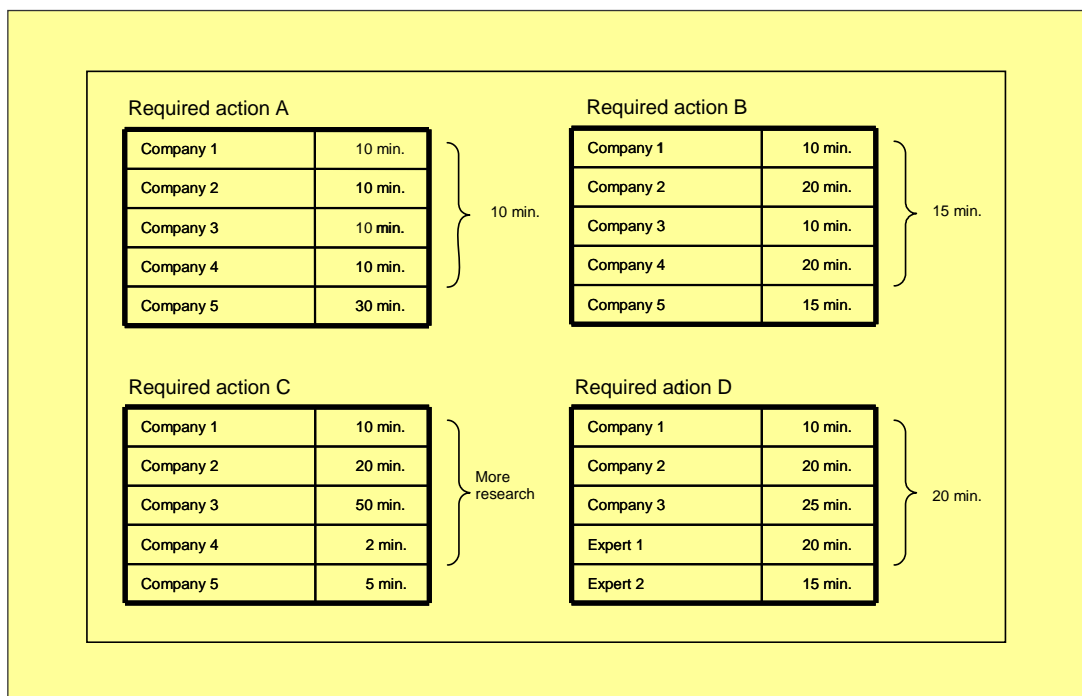 Required action A
Company 1 10 min.
Company 2 10 min.
Company 3 10 min.
Company 4 10 min.
Company 5 30 min.
10 min.
Required action B
Company 1 10 min.
Company 2 20 min.
Company 3 10 min.
Company 4 20 min.
Company 5 15 min.
15 min.
Required action C
Company 1 10 min.
Company 2 20 min.
Company 3 50 min.
Company 4 2 min.
Company 5 5 min.
More
research
Required action D
Company 1 10 min.
Company 2 20 min.
Company 3 25 min.
Expert 1 20 min.
Expert 2 15 min.
20 min.